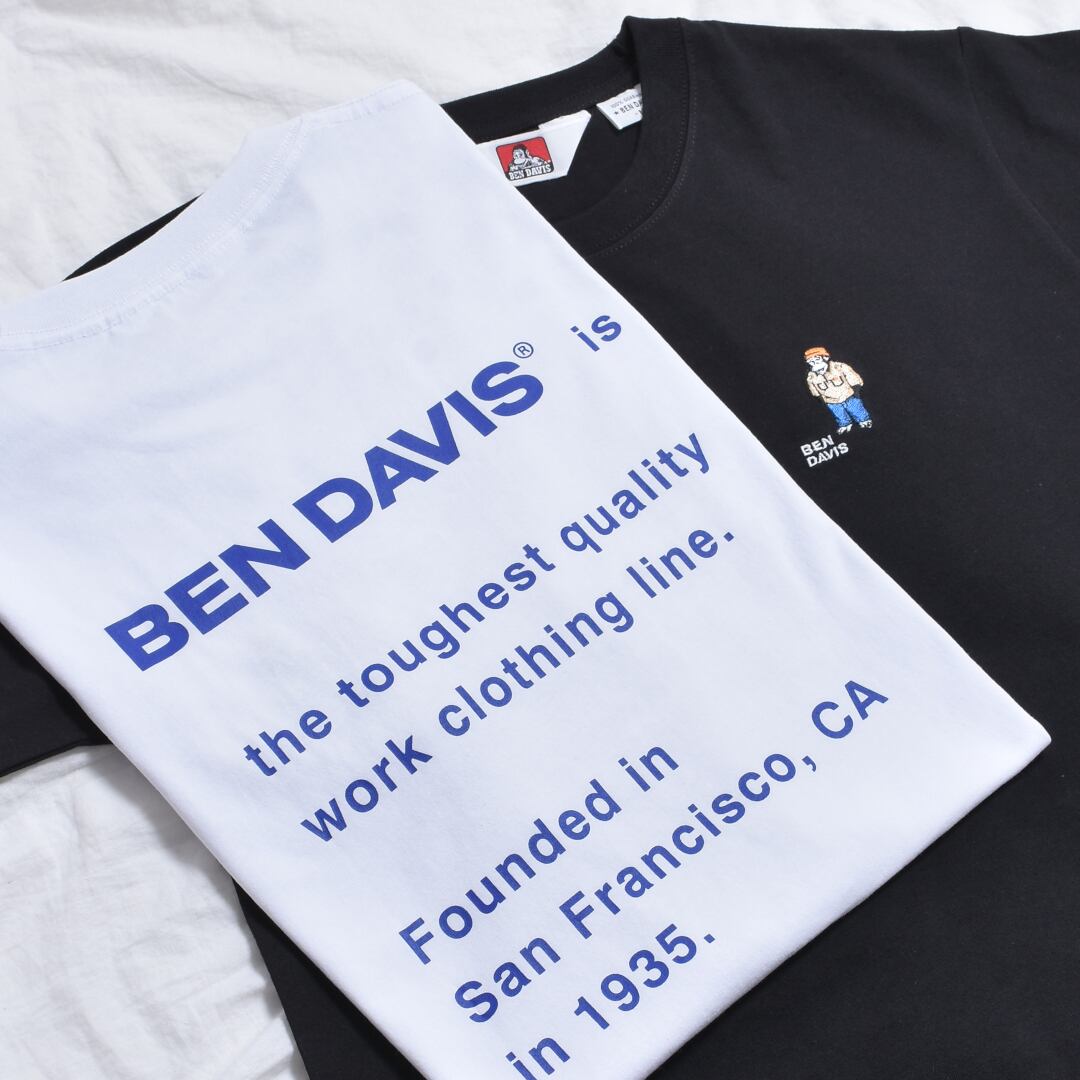 BEN DAVIS
BEN DAVIS® is
the toughest quality
work clothing line.
Founded in
San Francisco, CA
in 1935.
BEN
DAVIS